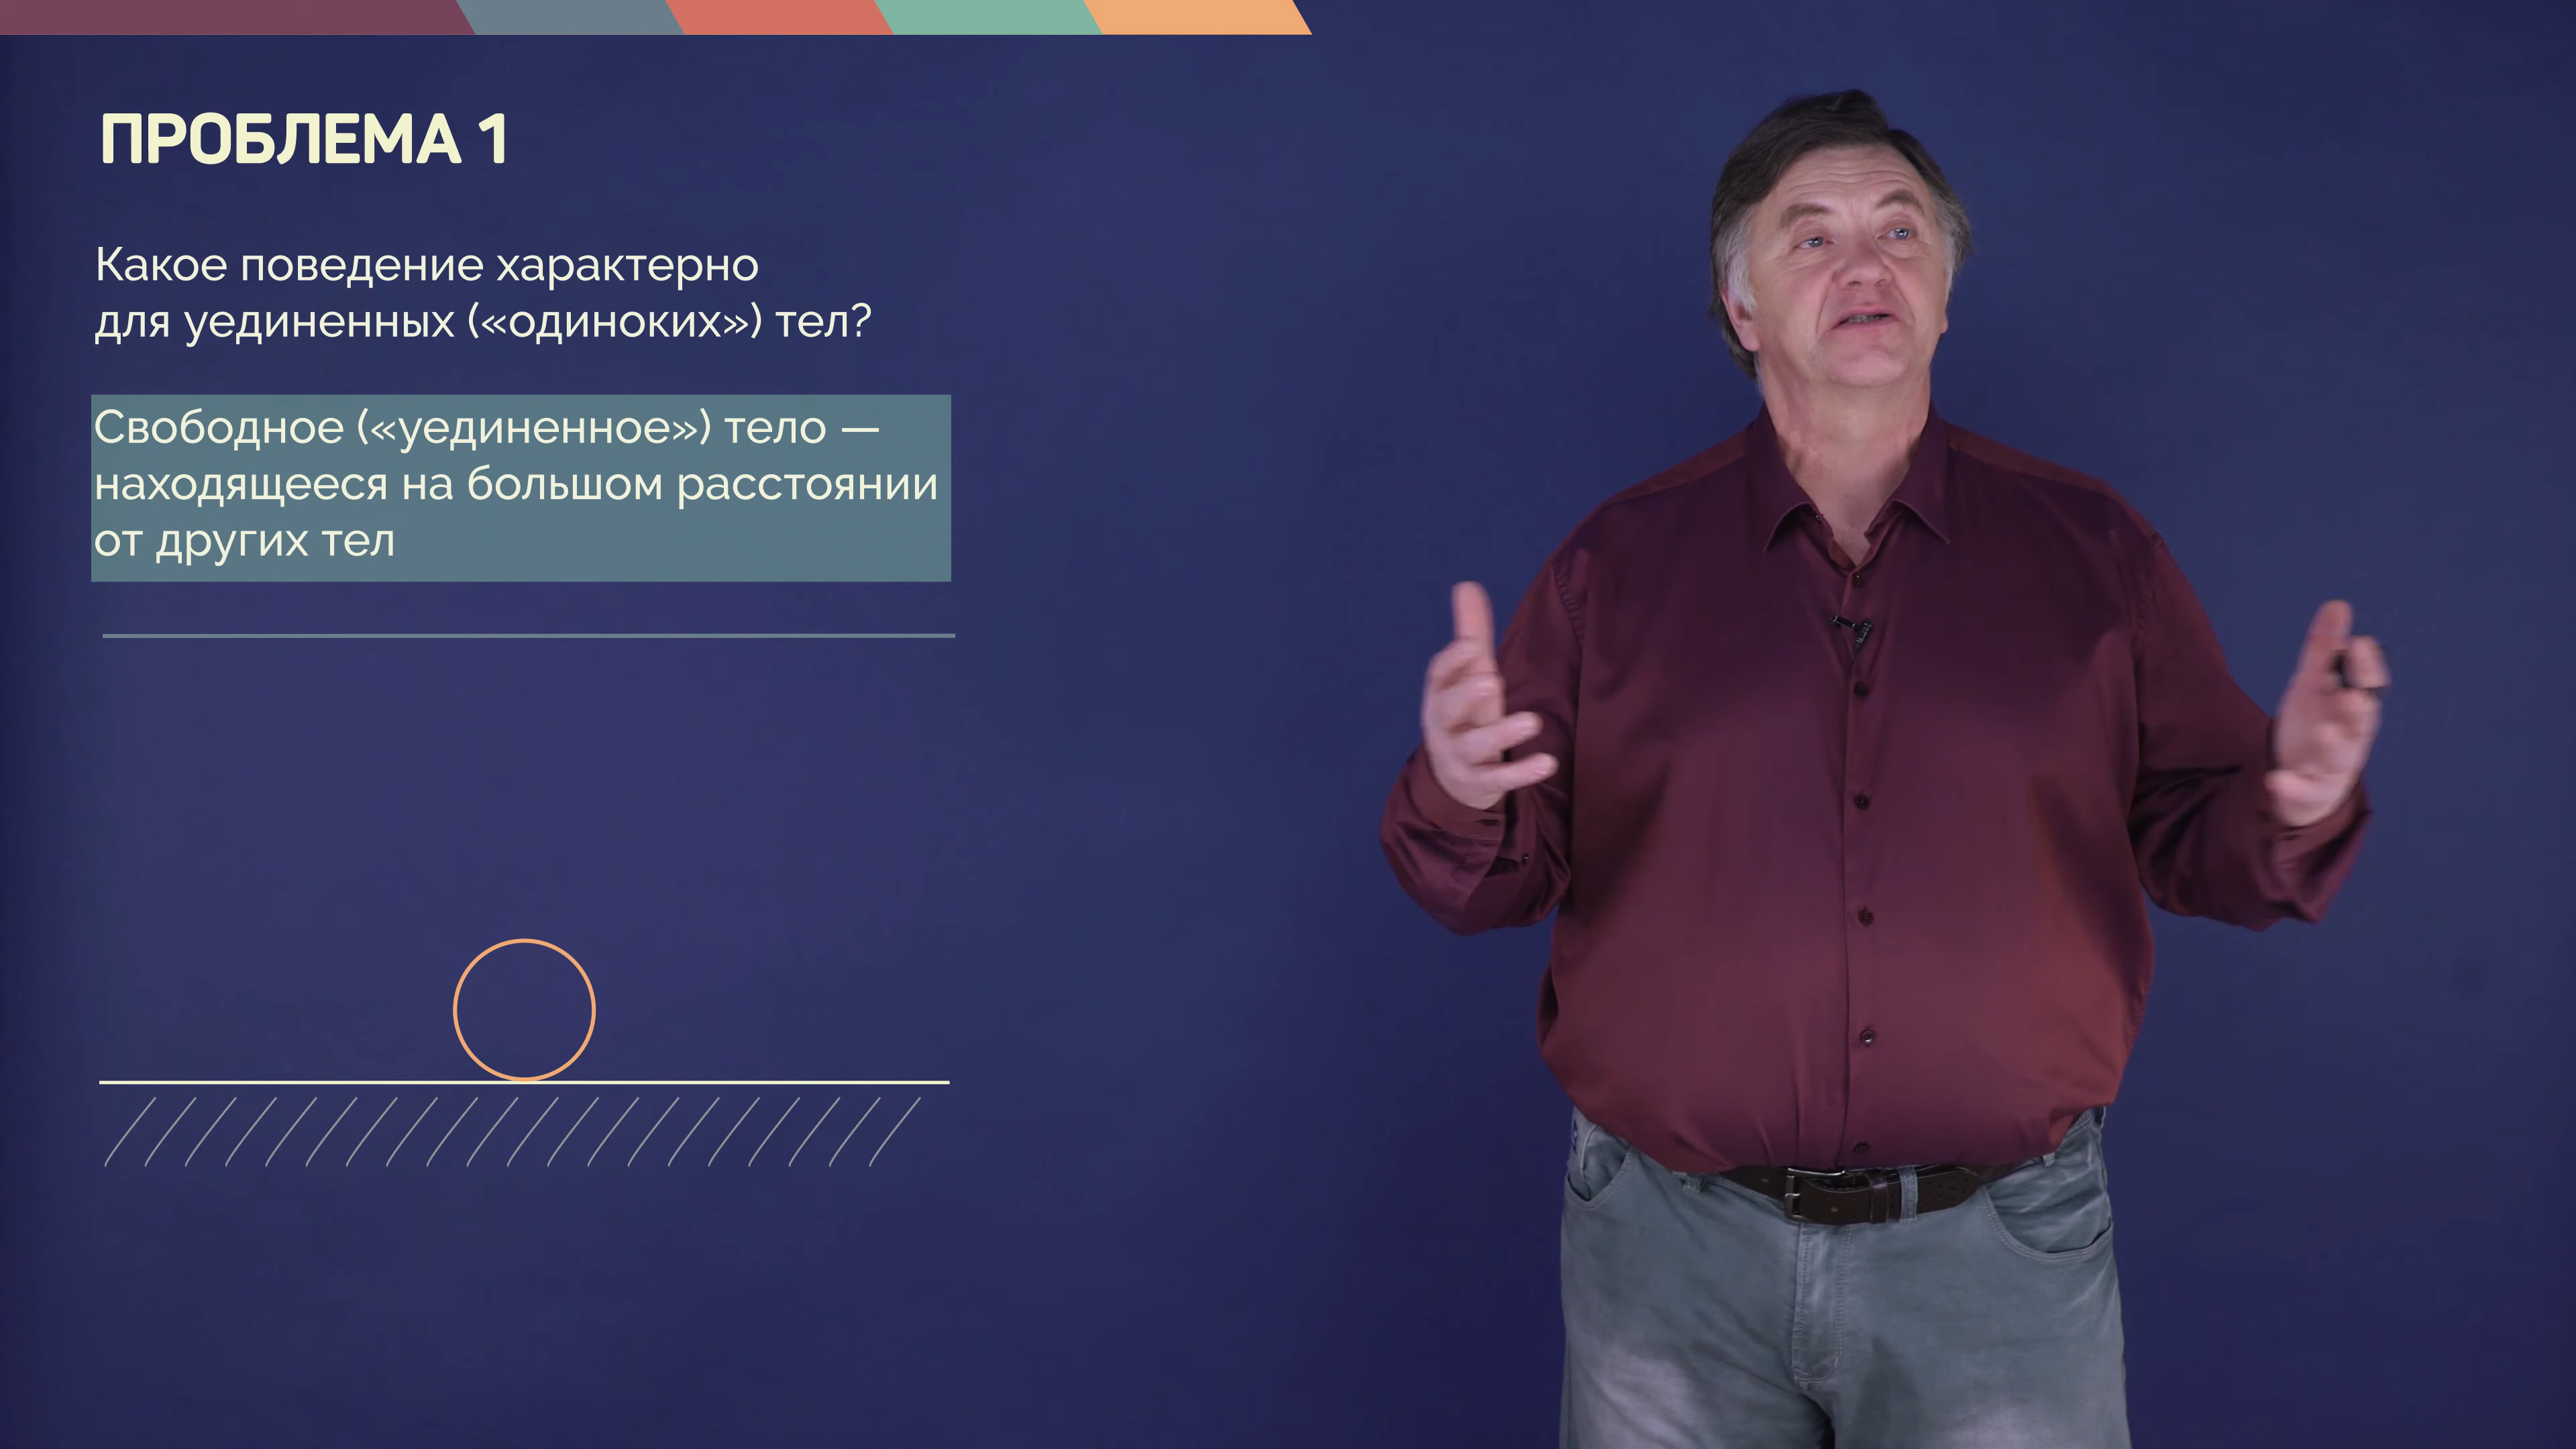 ПРОБЛЕМА 1
Какое поведение характерно
для уединенных («одиноких») тел?
Свободное («уединенное») тело —
находящееся на большом расстоянии
от других тел